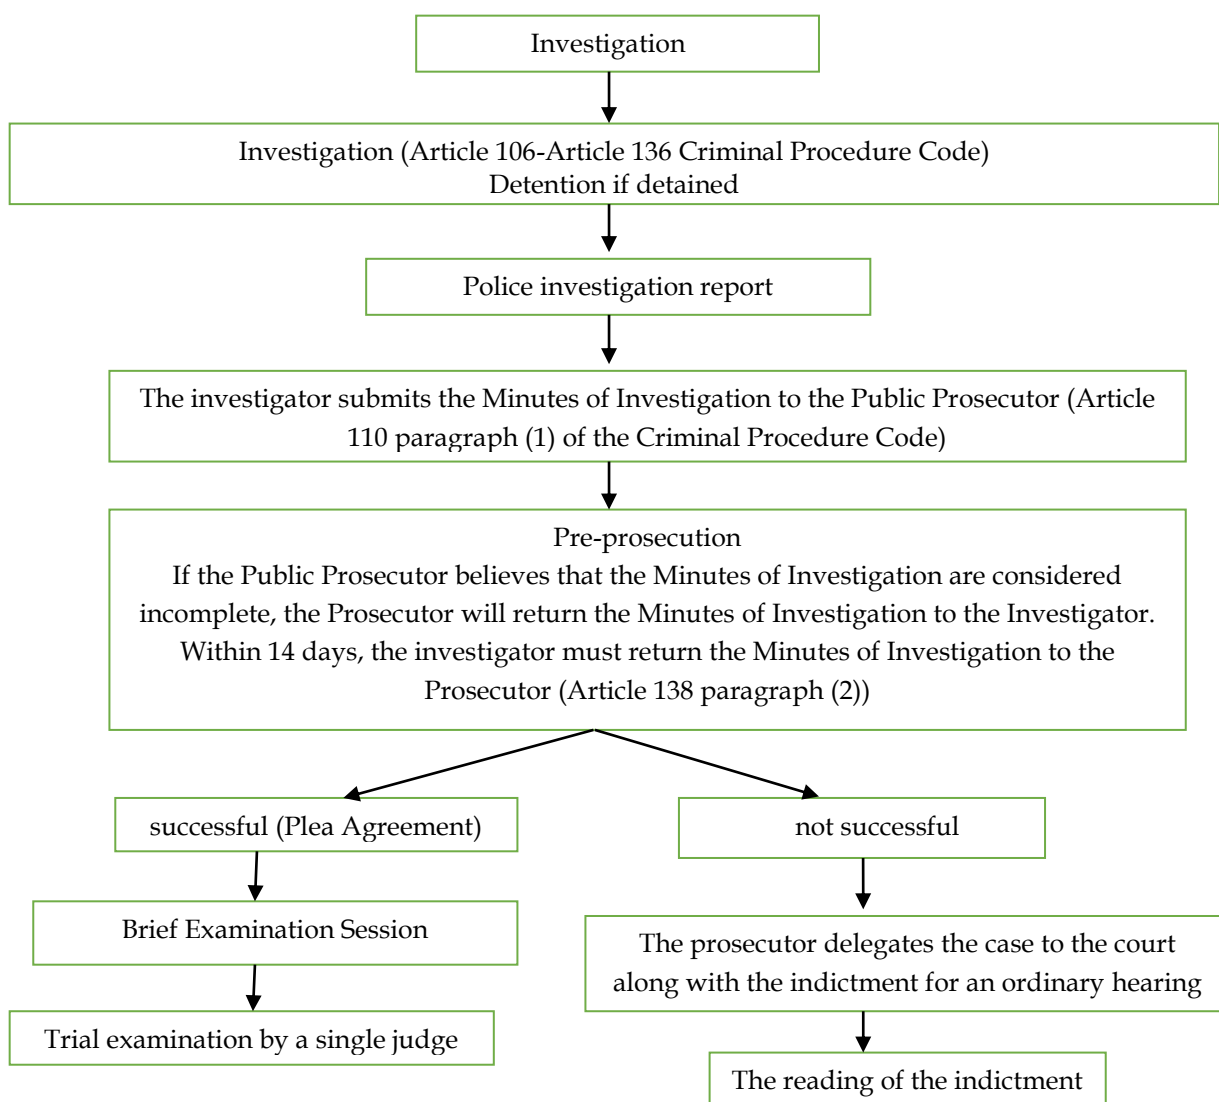 Investigation
Investigation (Article 106-Article 136 Criminal Procedure Code)
Detention if detained
Police investigation report
The investigator submits the Minutes of Investigation to the Public Prosecutor (Article
110 paragraph (1) of the Criminal Procedure Code)
Pre-prosecution
If the Public Prosecutor believes that the Minutes of Investigation are considered
incomplete, the Prosecutor will return the Minutes of Investigation to the Investigator.
Within 14 days, the investigator must return the Minutes of Investigation to the
Prosecutor (Article 138 paragraph (2))
successful (Plea Agreement)
not successful
Brief Examination Session
The prosecutor delegates the case to the court
along with the indictment for an ordinary hearing
Trial examination by a single judge
The reading of the indictment